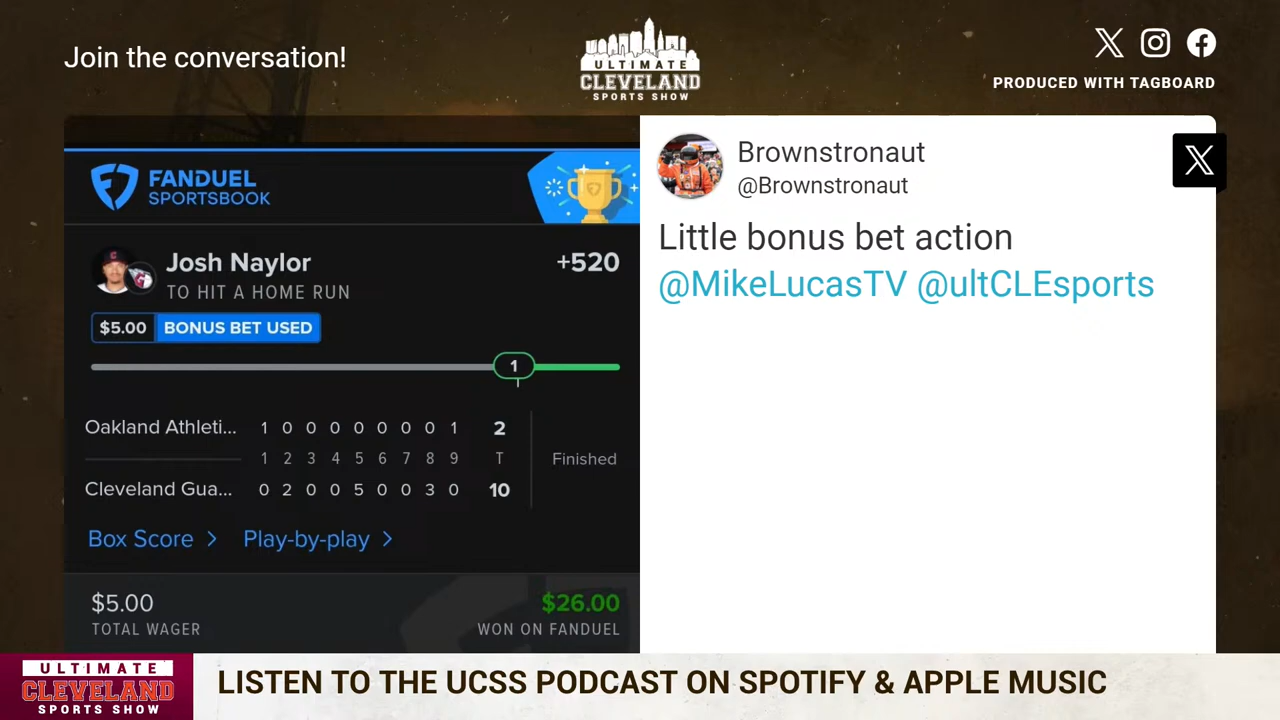 Join the conversation!
ULTIMATE
CLEVELAND
SPORTS SHOW
PRODUCED WITH TAGBOARD
FANDUEL
SPORTSBOOK
Josh Naylor
+520
TO HIT A HOME RUN
$5.00 BONUS BET USED
1
Oakland Athleti... 1 0 0 0 0 0 0 0 1 2
1 2 3 4 5 6 7 8 9 T Finished
Cleveland Gua... 0 2 0 0 5 0 0 3 0 10
Box Score > Play-by-play >
$5.00 $26.00
TOTAL WAGER WON ON FANDUEL
Brownstronaut
@Brownstronaut
Little bonus bet action
@MikeLucasTV @ultCLEsports
ULTIMATE
CLEVELAND
SPORTS SHOW
LISTEN TO THE UCSS PODCAST ON SPOTIFY & APPLE MUSIC